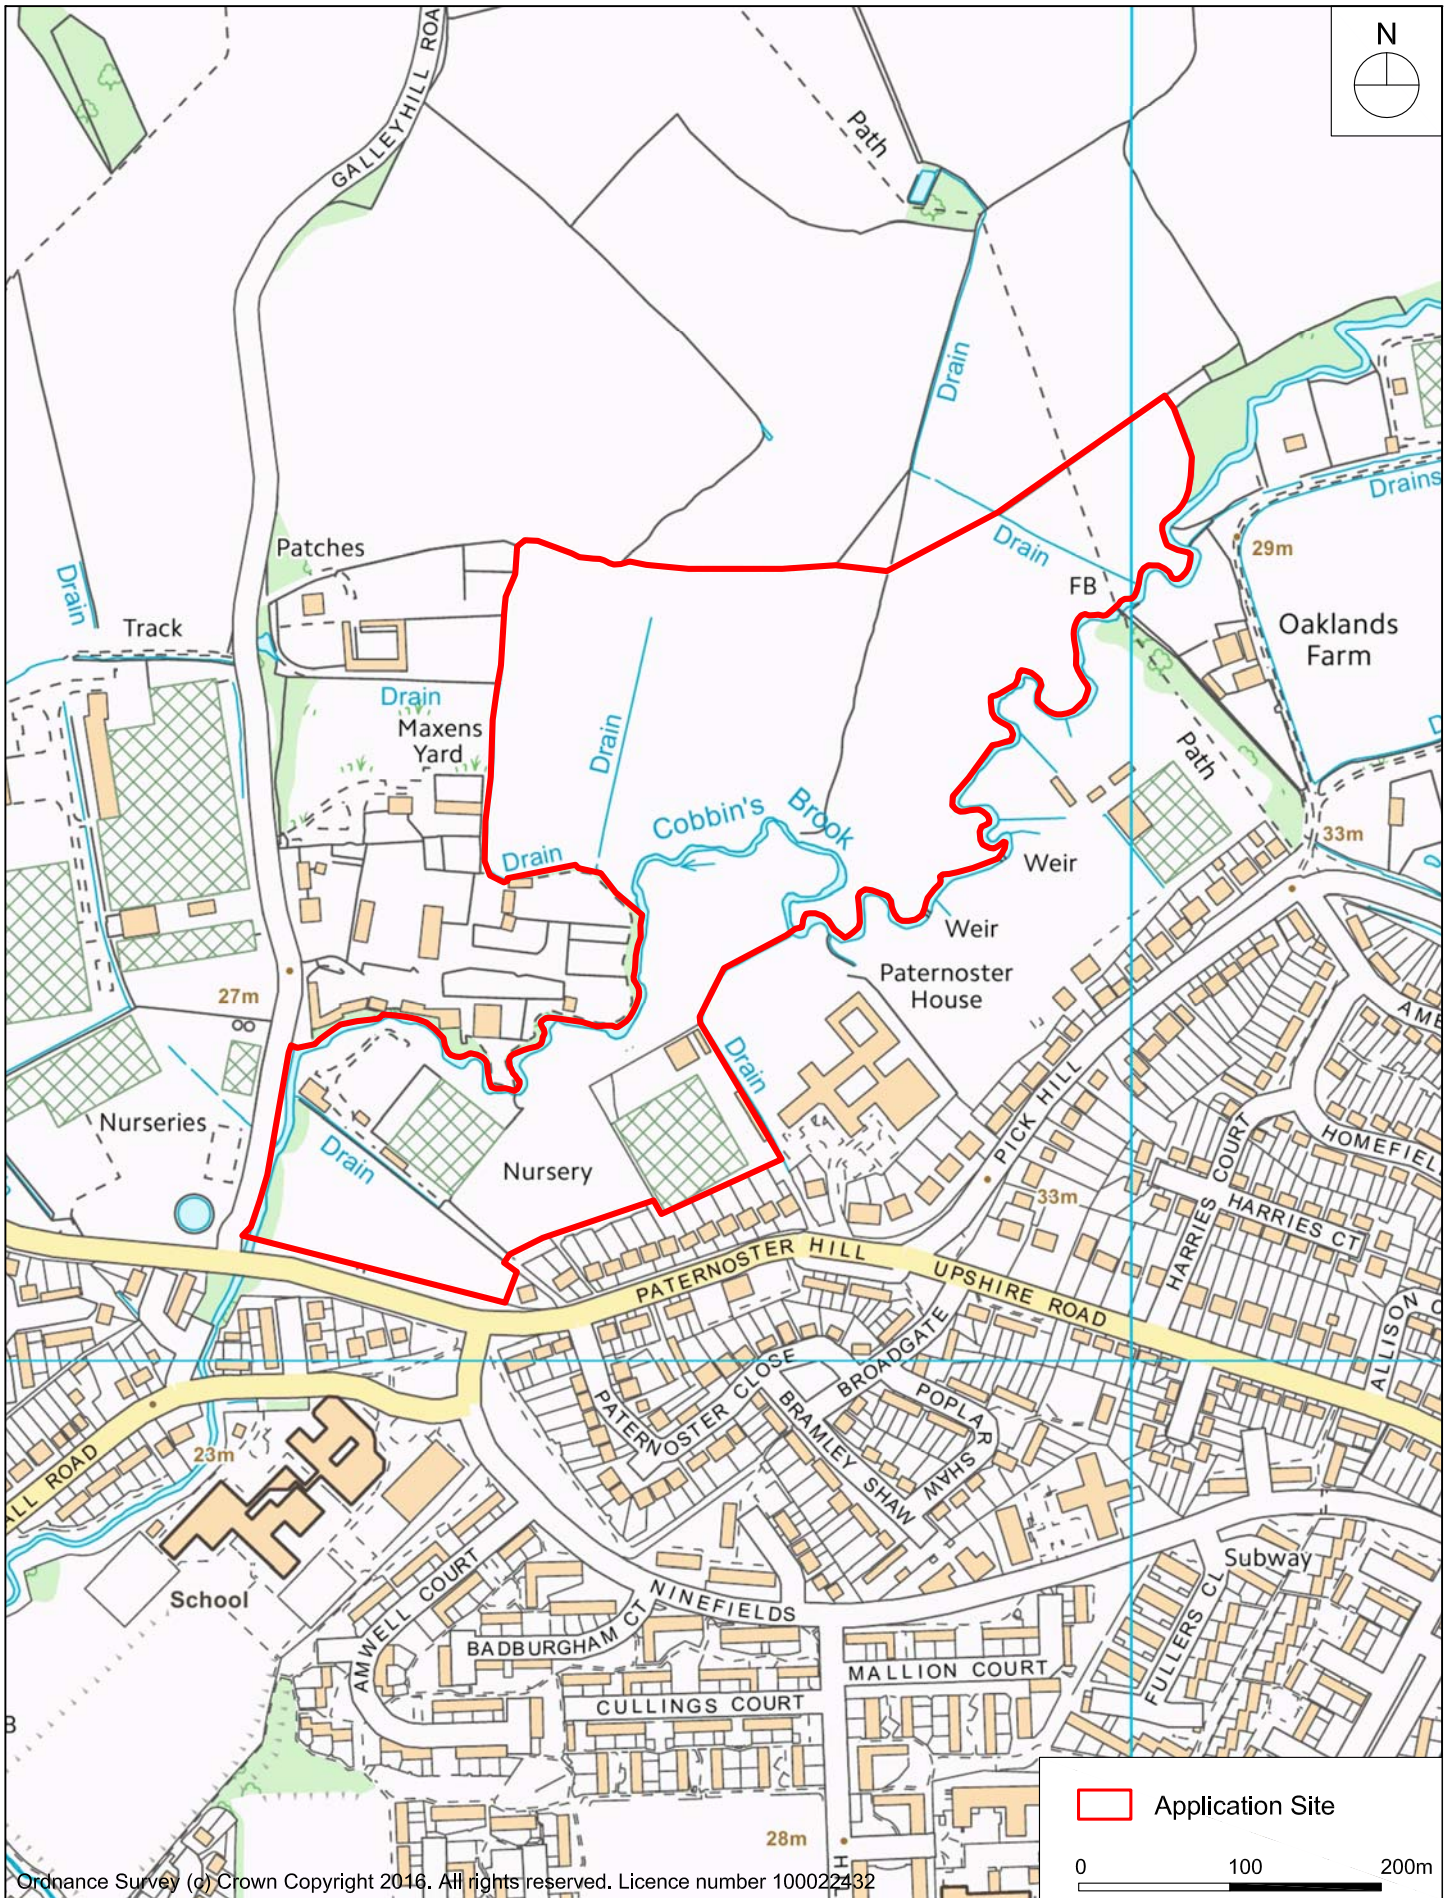 N
GALLEYHILL ROA
Path
Drain
Drains
29m
Drain
FB
Patches
Drain
Track
Oaklands
Farm
Drain
Maxens
Yard
Drain
Path
Cobbin's Brook
33m
Drain
Weir
Weir
27m
Paternoster
House
AMB
Drain
PICK HILL
Nurseries
HOMEFIEL
Drain
Nursery
HARRIES COURT
33m
HARRIES CT
PATERNOSTER HILL
UPSHIRE ROAD
ALLISON C
BROADGATE
PATERNOSTER CLOSE
POPLAR SHAW
BRAMLEY SHAW
23m
ALL ROAD
School
AMWELL COURT
NINEFIELDS
BADBURGHAM CT
Subway
FULLERS CL
MALLION COURT
CULLINGS COURT
Application Site
28m
0 100 200m
Ordnance Survey (c) Crown Copyright 2016. All rights reserved. Licence number 100022432